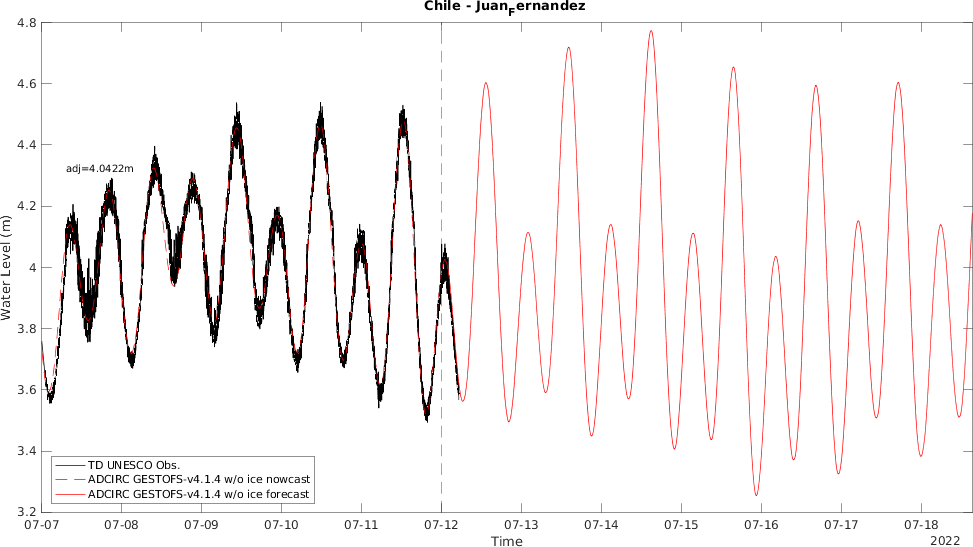 Chile - JuanFernandez
4.8
4.6
4.4
4.2
4
3.8
3.6
3.4
3.2
Water Level (m)
adj=4.0422m
TD UNESCO Obs.
ADCIRC GESTOFS-v4.1.4 w/o ice nowcast
ADCIRC GESTOFS-v4.1.4 w/o ice forecast
07-07 07-08 07-09 07-10 07-11 07-12 07-13 07-14 07-15 07-16 07-17 07-18
Time
2022